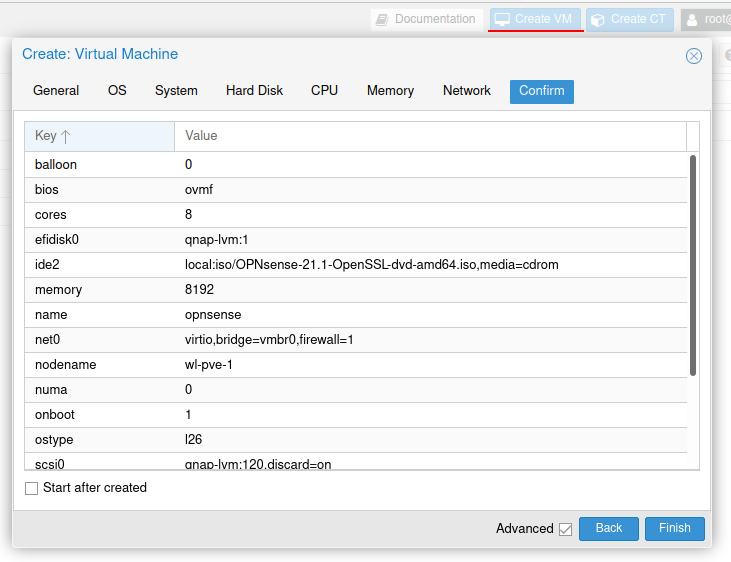 Documentation Create VM Create CT root@
Create: Virtual Machine
General OS System Hard Disk CPU Memory Network Confirm
Key Value
balloon 0
bios ovmf
cores 8
efidisk0 qnap-lvm:1
ide2 local:iso/OPNsense-21.1-OpenSSL-dvd-amd64.iso,media=cdrom
memory 8192
name opnsense
net0 virtio,bridge=vmbr0,firewall=1
nodename wl-pve-1
numa 0
onboot 1
ostype l26
scsi0 qnap-lvm:120,discard=on
Start after created
Advanced Back Finish